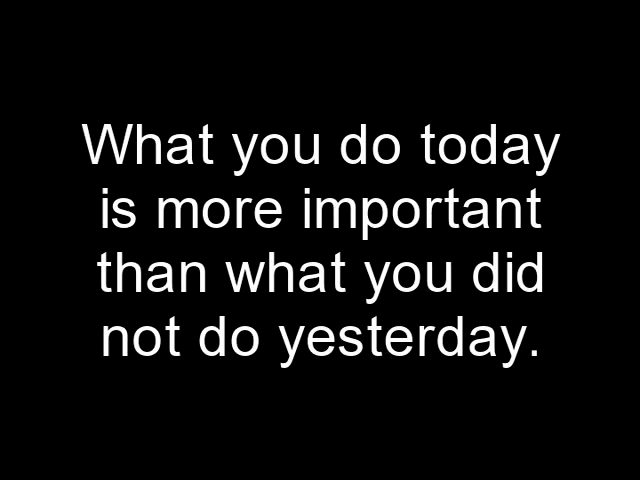 What you do today
is more important
than what you did
not do yesterday.